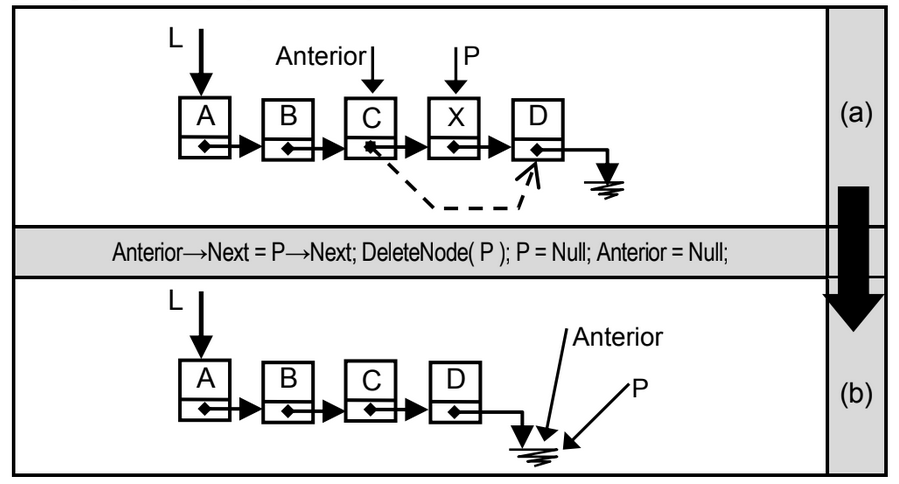 L
Anterior P
A B C X D
(a)
Anterior→Next = P→Next; DeleteNode( P ); P = Null; Anterior = Null;
L
Anterior
A B C D
P
(b)